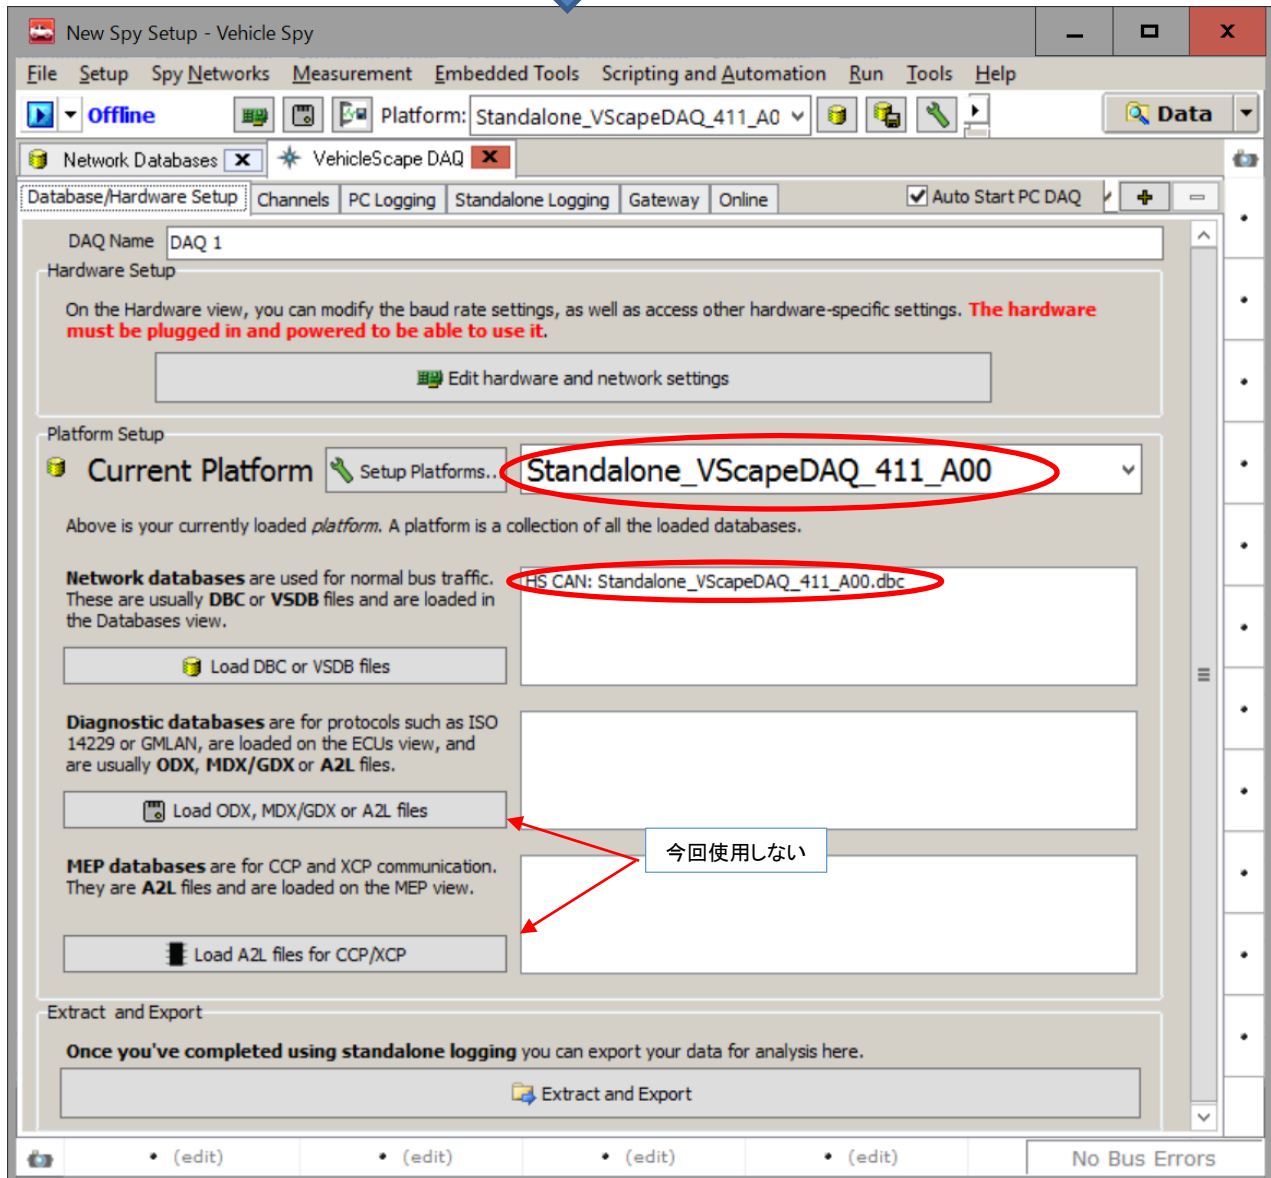 New Spy Setup - Vehicle Spy
File Setup Spy Networks Measurement Embedded Tools Scripting and Automation Run Tools Help
Offline Platform: Standalone_VScapeDAQ_411_A0 Data
Network Databases VehicleScape DAQ
Database/Hardware Setup Channels PC Logging Standalone Logging Gateway Online Auto Start PC DAQ
DAQ Name DAQ 1
Hardware Setup
On the Hardware view, you can modify the baud rate settings, as well as access other hardware-specific settings. The hardware
must be plugged in and powered to be able to use it.
Edit hardware and network settings
Platform Setup
Current Platform Setup Platforms... Standalone_VScapeDAQ_411_A00
Above is your currently loaded platform. A platform is a collection of all the loaded databases.
Network databases are used for normal bus traffic.
These are usually DBC or VSDB files and are loaded in
the Databases view.
HS CAN: Standalone_VScapeDAQ_411_A00.dbc
Load DBC or VSDB files
Diagnostic databases are for protocols such as ISO
14229 or GMLAN, are loaded on the ECUs view, and
are usually ODX, MDX/GDX or A2L files.
Load ODX, MDX/GDX or A2L files
今回使用しない
MEP databases are for CCP and XCP communication.
They are A2L files and are loaded on the MEP view.
Load A2L files for CCP/XCP
Extract and Export
Once you've completed using standalone logging you can export your data for analysis here.
Extract and Export
(edit) (edit) (edit) (edit) No Bus Errors